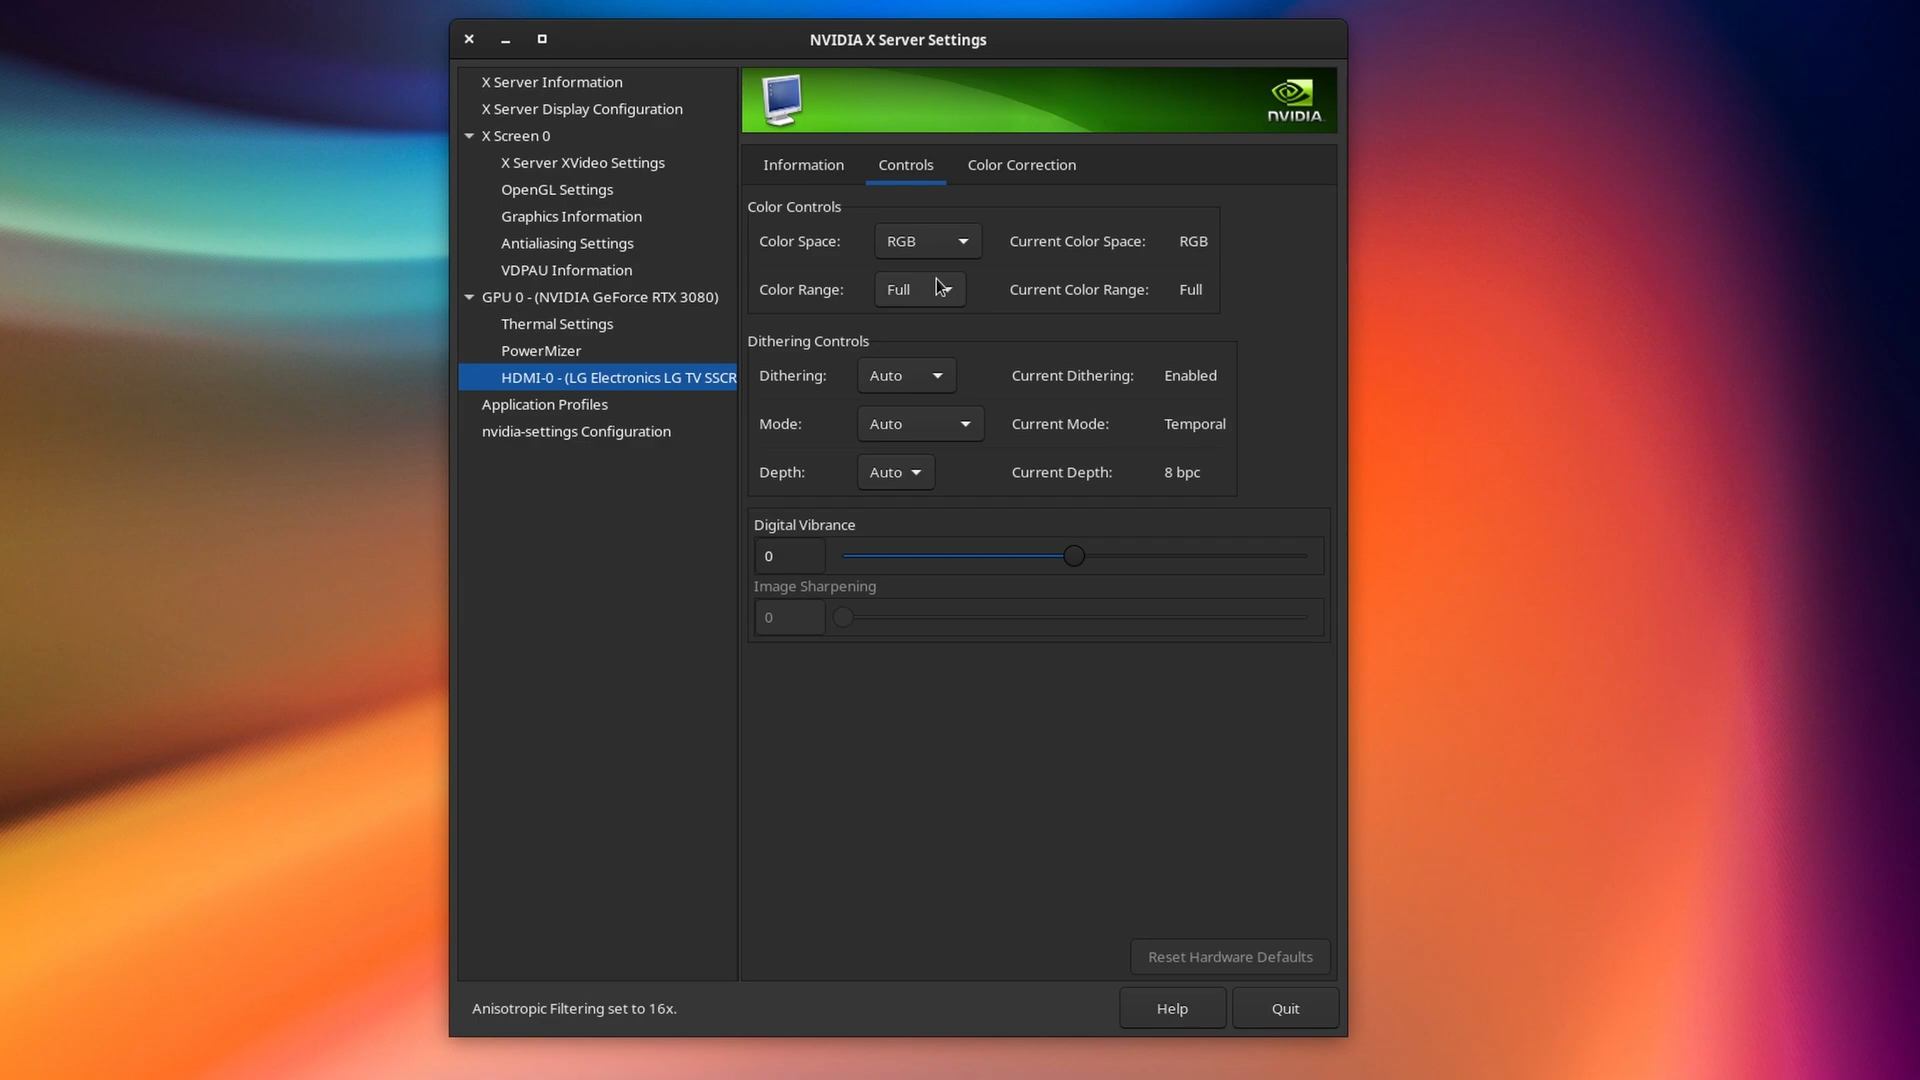 NVIDIA X Server Settings
X Server Information
X Server Display Configuration
X Screen 0
X Server XVideo Settings
OpenGL Settings
Graphics Information
Antialiasing Settings
VDPAU Information
GPU 0 - (NVIDIA GeForce RTX 3080)
Thermal Settings
PowerMizer
HDMI-0 - (LG Electronics LG TV SSCR
Application Profiles
nvidia-settings Configuration
NVIDIA
Information Controls Color Correction
Color Controls
Color Space: RGB Current Color Space: RGB
Color Range: Full Current Color Range: Full
Dithering Controls
Dithering: Auto Current Dithering: Enabled
Mode: Auto Current Mode: Temporal
Depth: Auto Current Depth: 8 bpc
Digital Vibrance
0
Image Sharpening
0
Reset Hardware Defaults
Anisotropic Filtering set to 16x.
Help Quit